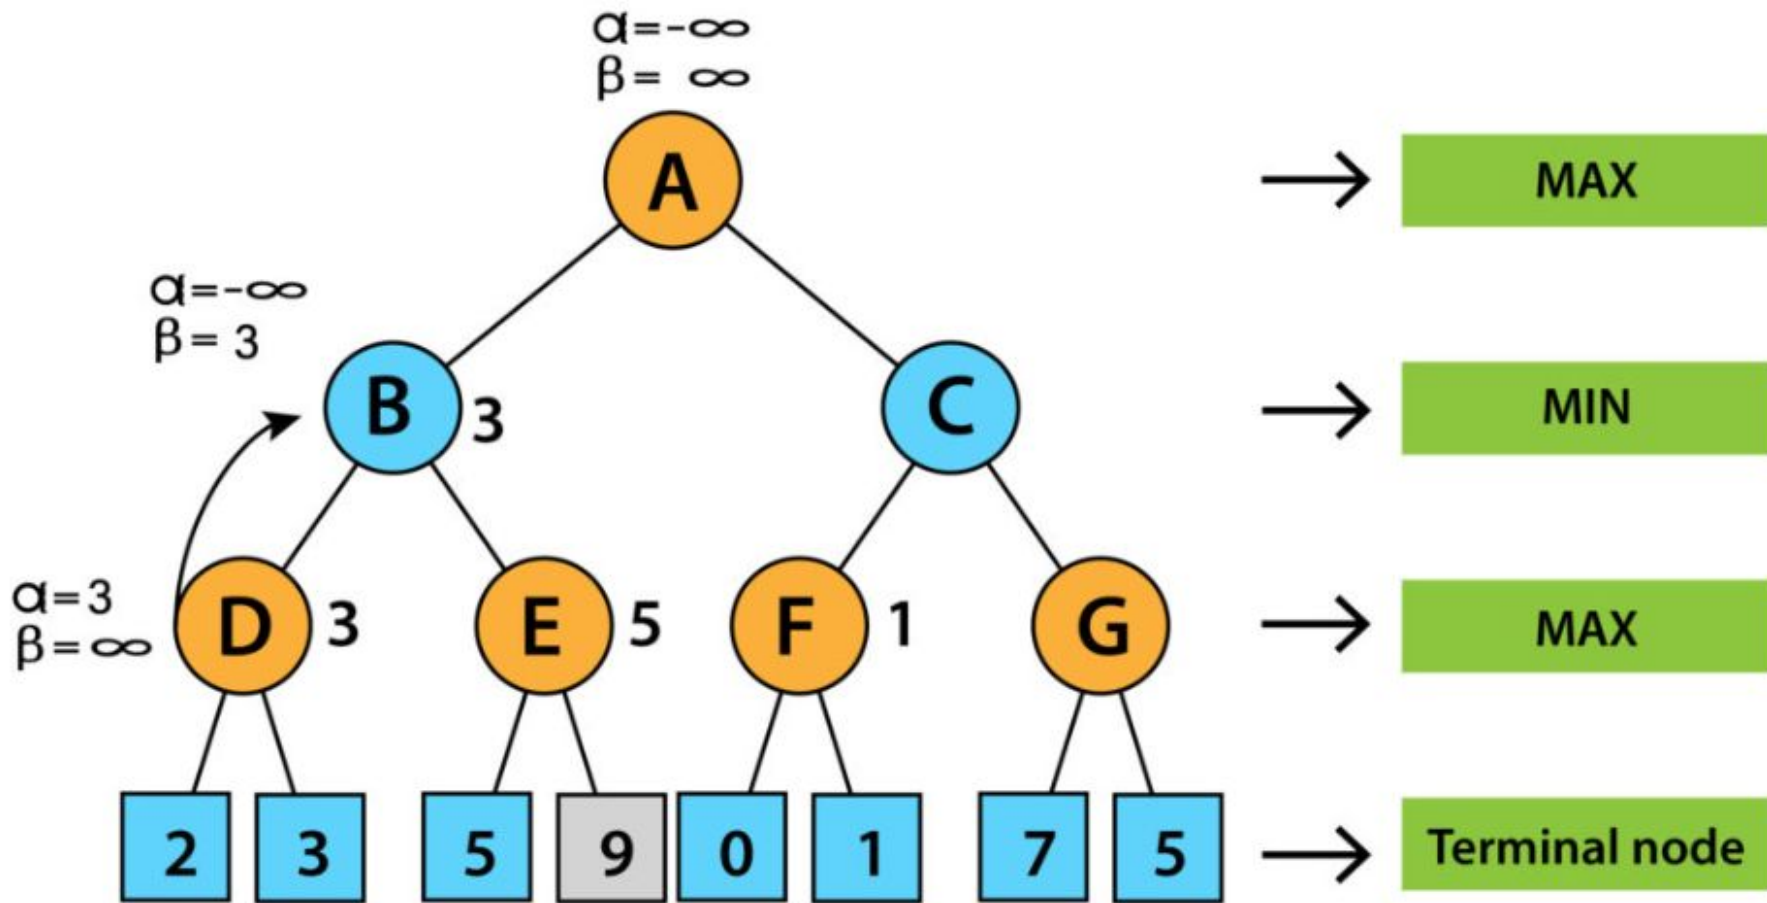 α=-∞
β= ∞
A
MAX
α=-∞
β= 3
B
3
C
MIN
α=3
β=∞
D
3
E
5
F
1
G
MAX
2
3
5
9
0
1
7
5
Terminal node